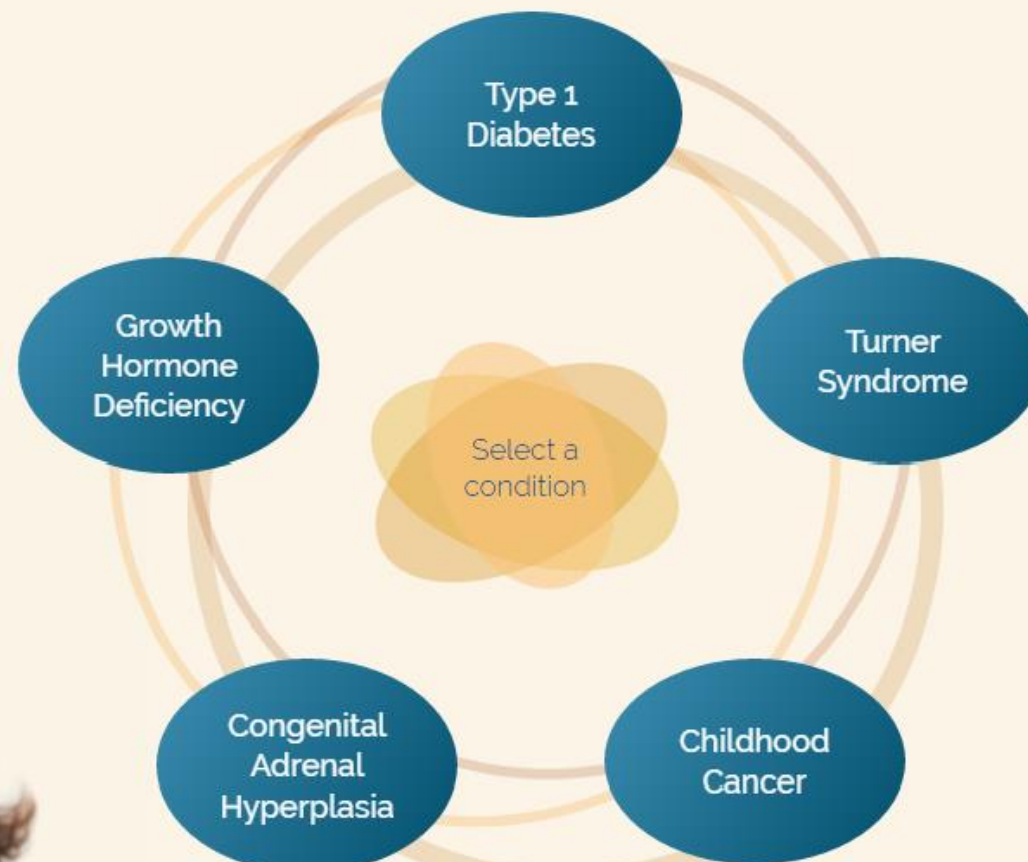 Type 1
Diabetes
Growth
Hormone
Deficiency
Turner
Syndrome
Select a
condition
Congenital
Adrenal
Hyperplasia
Childhood
Cancer